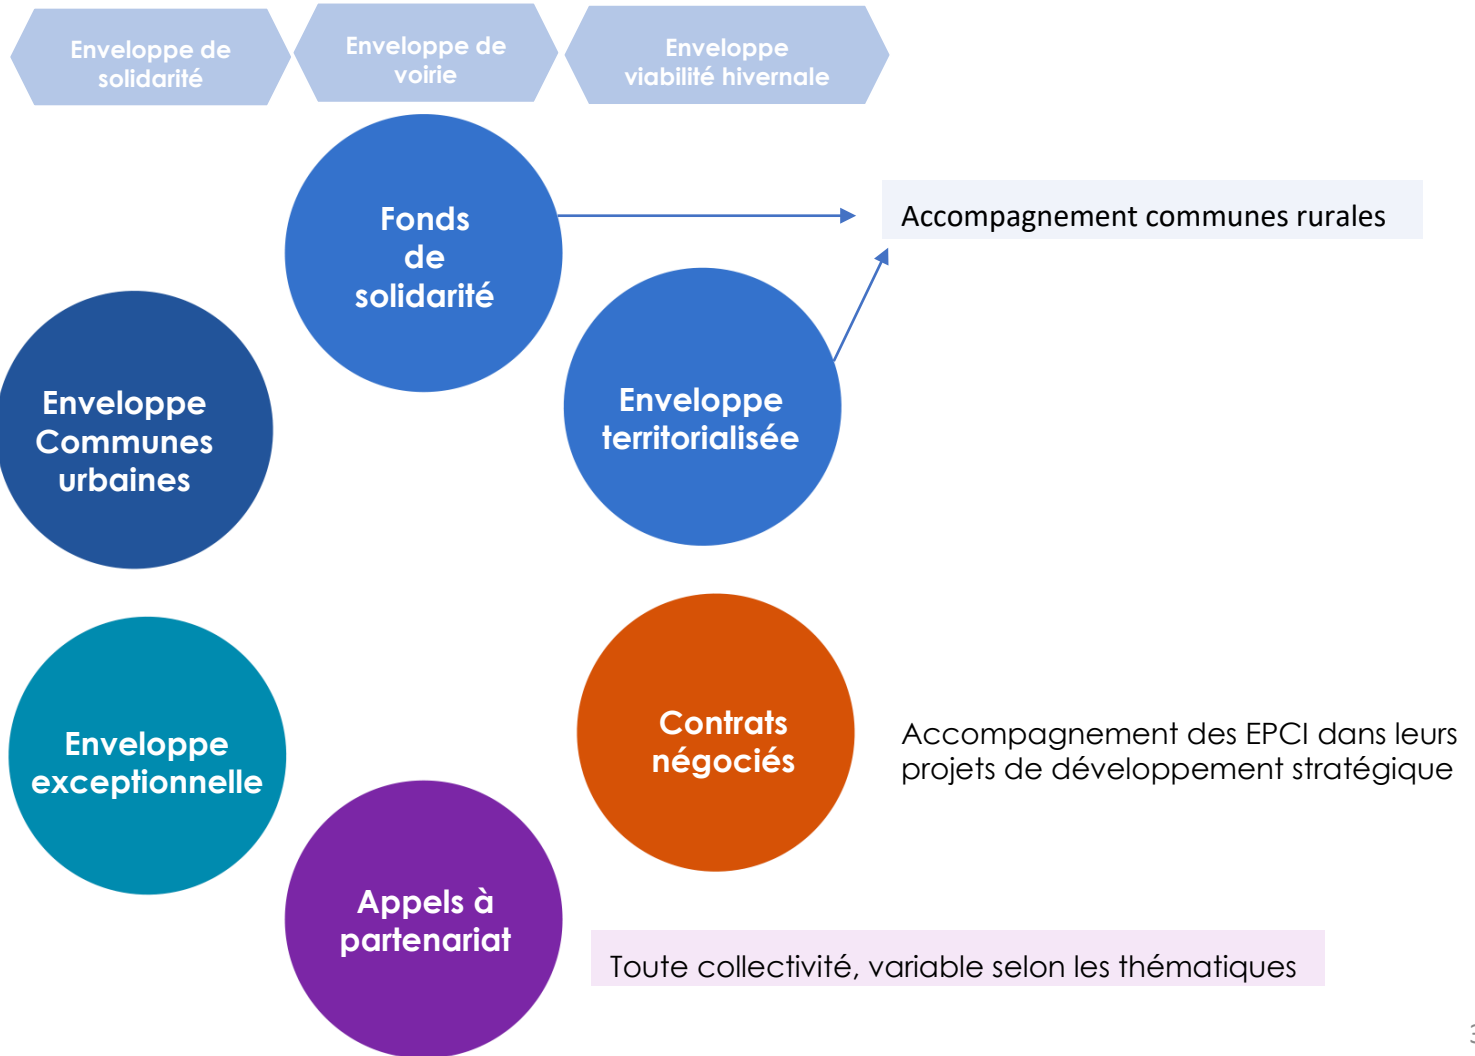 Enveloppe de
solidarité
Enveloppe de
voirie
Enveloppe
viabilité hivernale
Fonds
de
solidarité
Accompagnement communes rurales
Enveloppe
Communes
urbaines
Enveloppe
territorialisée
Enveloppe
exceptionnelle
Contrats
négociés
Accompagnement des EPCI dans leurs
projets de développement stratégique
Appels à
partenariat
Toute collectivité, variable selon les thématiques